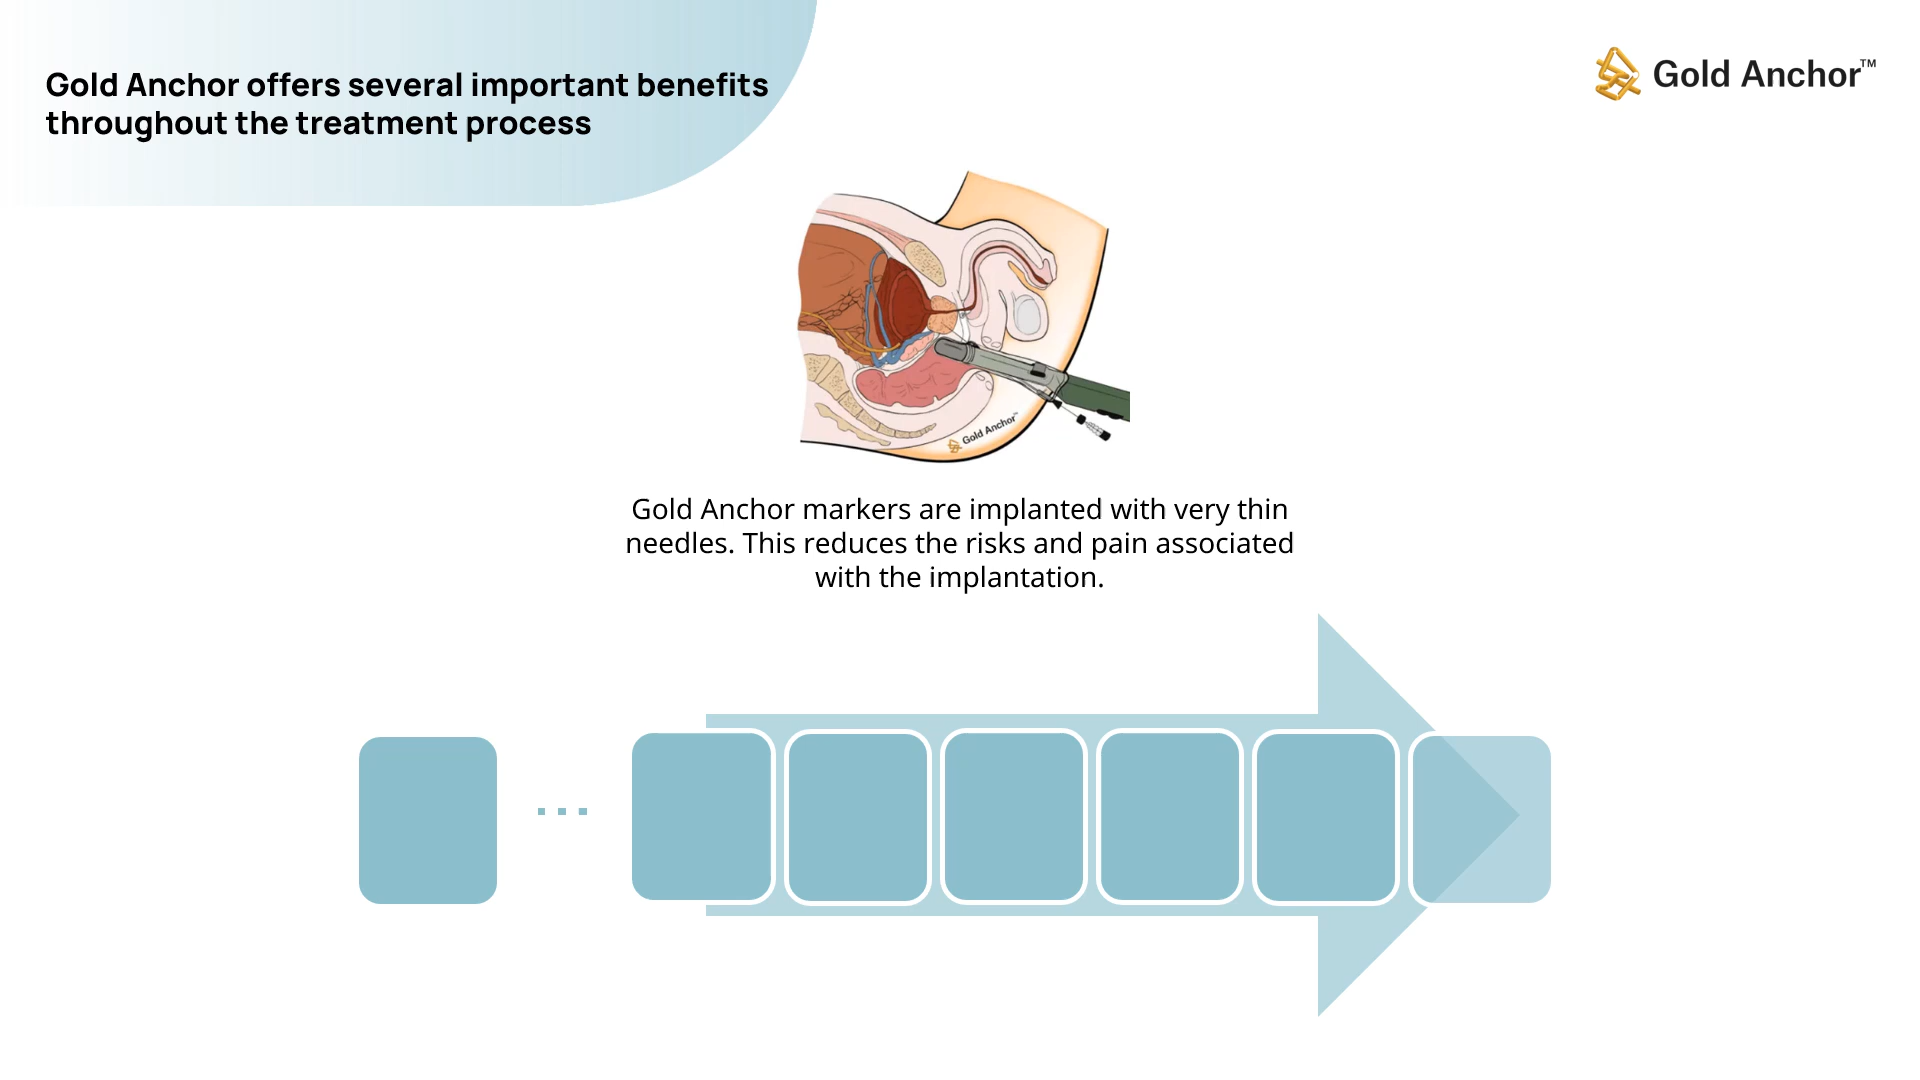 Gold Anchor offers several important benefits
throughout the treatment process
Gold Anchor™
Gold Anchor™
Gold Anchor markers are implanted with very thin
needles. This reduces the risks and pain associated
with the implantation.